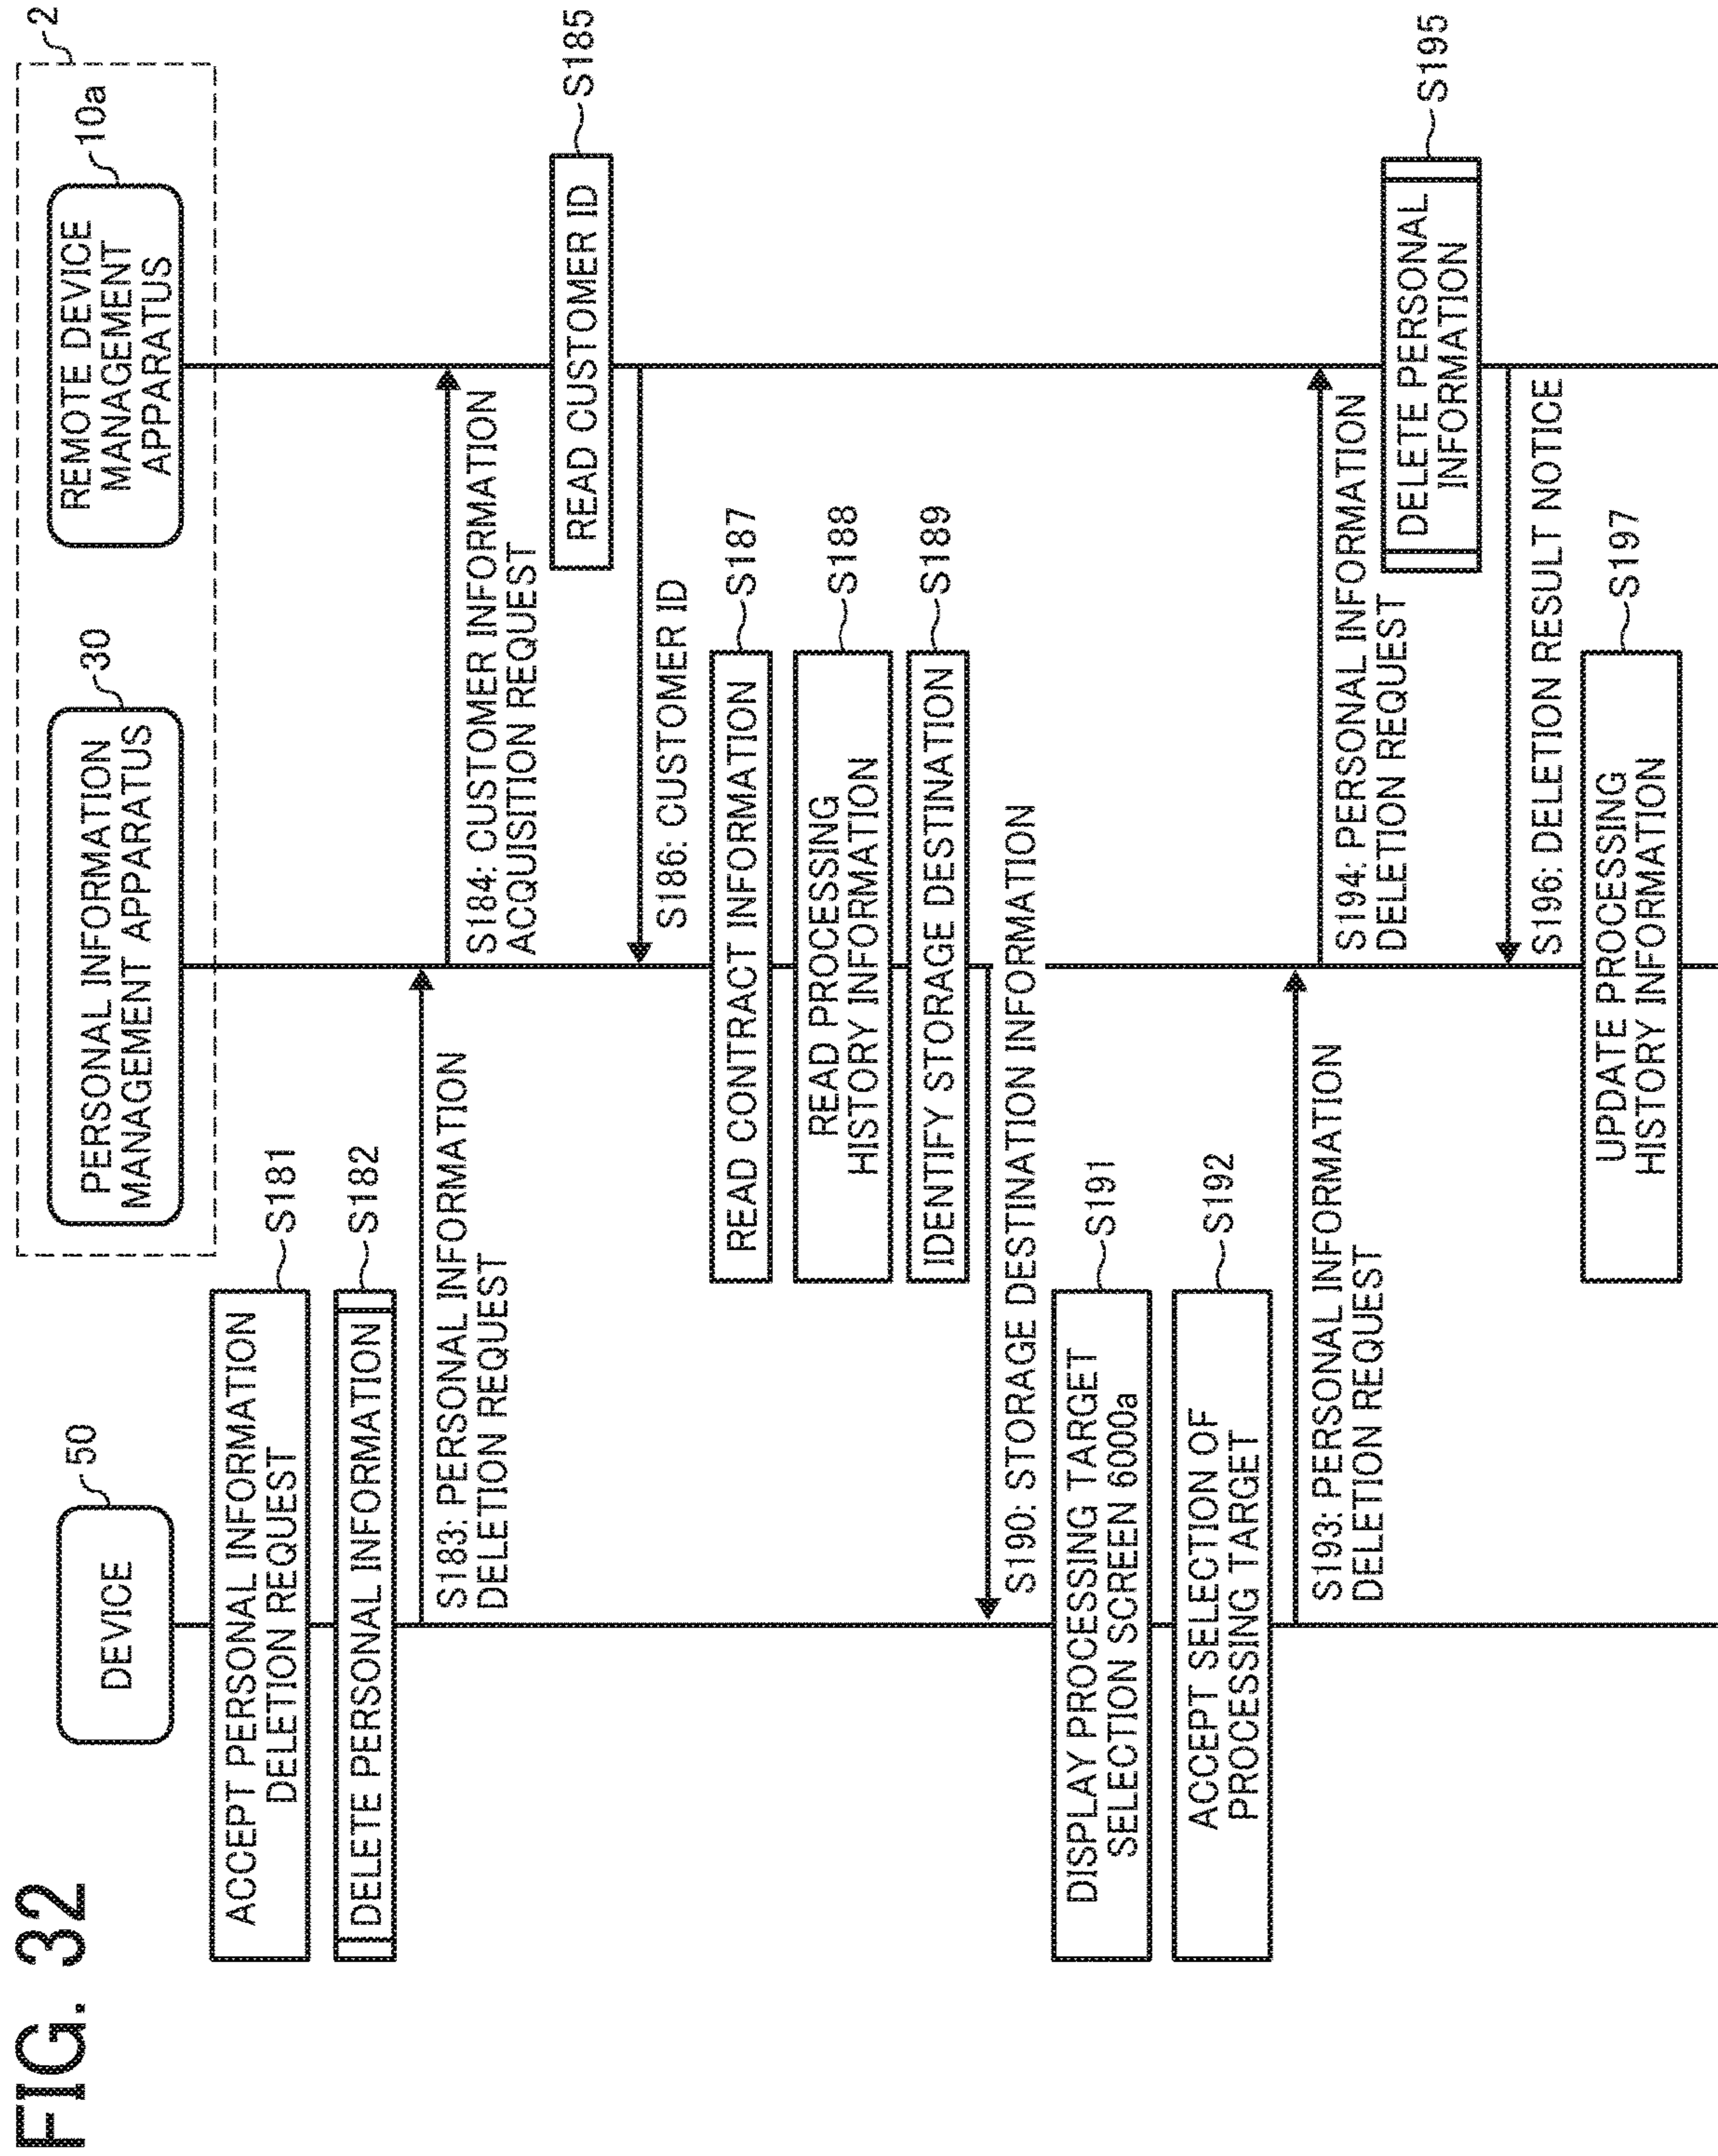 FIG. 32
2
DEVICE
50
PERSONAL INFORMATION
MANAGEMENT APPARATUS
30
REMOTE DEVICE
MANAGEMENT
APPARATUS
10a
ACCEPT PERSONAL INFORMATION
DELETION REQUEST
S181
DELETE PERSONAL INFORMATION
S182
S183: PERSONAL INFORMATION
DELETION REQUEST
S184: CUSTOMER INFORMATION
ACQUISITION REQUEST
READ CUSTOMER ID
S185
S186: CUSTOMER ID
READ CONTRACT INFORMATION
S187
READ PROCESSING
HISTORY INFORMATION
S188
IDENTIFY STORAGE DESTINATION
S189
S190: STORAGE DESTINATION INFORMATION
DISPLAY PROCESSING TARGET
SELECTION SCREEN 6000a
S191
ACCEPT SELECTION OF
PROCESSING TARGET
S192
S193: PERSONAL INFORMATION
DELETION REQUEST
S194: PERSONAL INFORMATION
DELETION REQUEST
DELETE PERSONAL
INFORMATION
S195
S196: DELETION RESULT NOTICE
UPDATE PROCESSING
HISTORY INFORMATION
S197